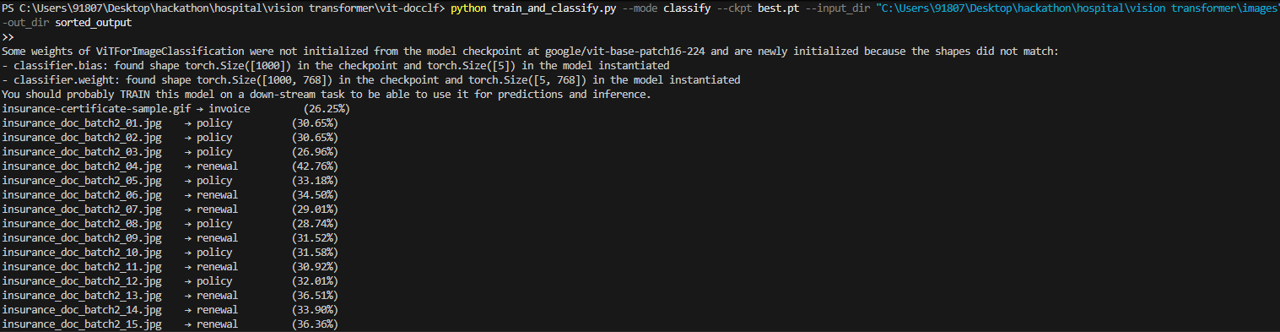 PS C:\Users\91807\Desktop\hackathon\hospital\vision transformer\vit-docclf> python train_and_classify.py --mode classify --ckpt best.pt --input_dir "C:\Users\91807\Desktop\hackathon\hospital\vision transformer\images"
-out_dir sorted_output
>>
Some weights of ViTForImageClassification were not initialized from the model checkpoint at google/vit-base-patch16-224 and are newly initialized because the shapes did not match:
- classifier.bias: found shape torch.Size([1000]) in the checkpoint and torch.Size([5]) in the model instantiated
- classifier.weight: found shape torch.Size([1000, 768]) in the checkpoint and torch.Size([5, 768]) in the model instantiated
You should probably TRAIN this model on a down-stream task to be able to use it for predictions and inference.
insurance-certificate-sample.gif → invoice (26.25%)
insurance_doc_batch2_01.jpg → policy (30.65%)
insurance_doc_batch2_02.jpg → policy (30.65%)
insurance_doc_batch2_03.jpg → policy (26.96%)
insurance_doc_batch2_04.jpg → renewal (42.76%)
insurance_doc_batch2_05.jpg → policy (33.18%)
insurance_doc_batch2_06.jpg → renewal (34.50%)
insurance_doc_batch2_07.jpg → renewal (29.01%)
insurance_doc_batch2_08.jpg → policy (28.74%)
insurance_doc_batch2_09.jpg → renewal (31.52%)
insurance_doc_batch2_10.jpg → policy (31.58%)
insurance_doc_batch2_11.jpg → renewal (30.92%)
insurance_doc_batch2_12.jpg → policy (32.01%)
insurance_doc_batch2_13.jpg → renewal (36.51%)
insurance_doc_batch2_14.jpg → renewal (33.90%)
insurance_doc_batch2_15.jpg → renewal (36.36%)